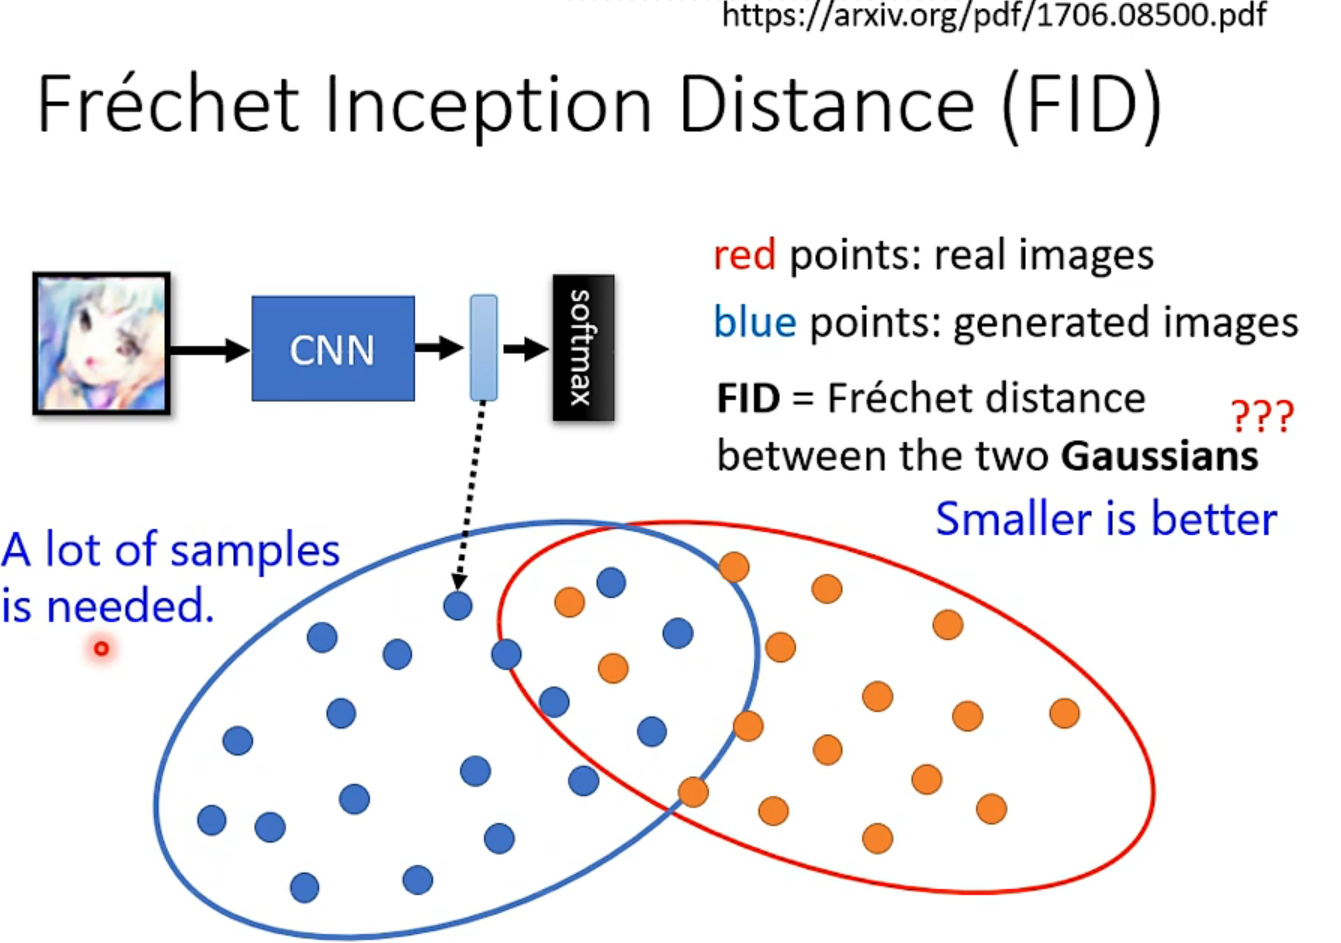 https://arxiv.org/pdf/1706.08500.pdf
Fréchet Inception Distance (FID)
CNN
softmax
red points: real images
blue points: generated images
FID = Fréchet distance
between the two Gaussians
???
Smaller is better
A lot of samples
is needed.